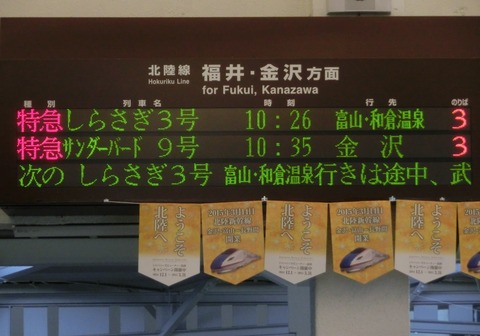 北陸線 福井・金沢方面
Hokuriku Line for Fukui, Kanazawa
種別 列車名 時刻 行先 のりば
特急 しらさぎ3号 10:26 富山・和倉温泉 3
特急 サンダーバード 9号 10:35 金沢 3
次の しらさぎ3号 富山・和倉温泉行きは途中、武
ようこそ北陸へ。
北陸新幹線
開業
ようこそ北陸へ。
北陸新幹線
開業
ようこそ北陸へ。